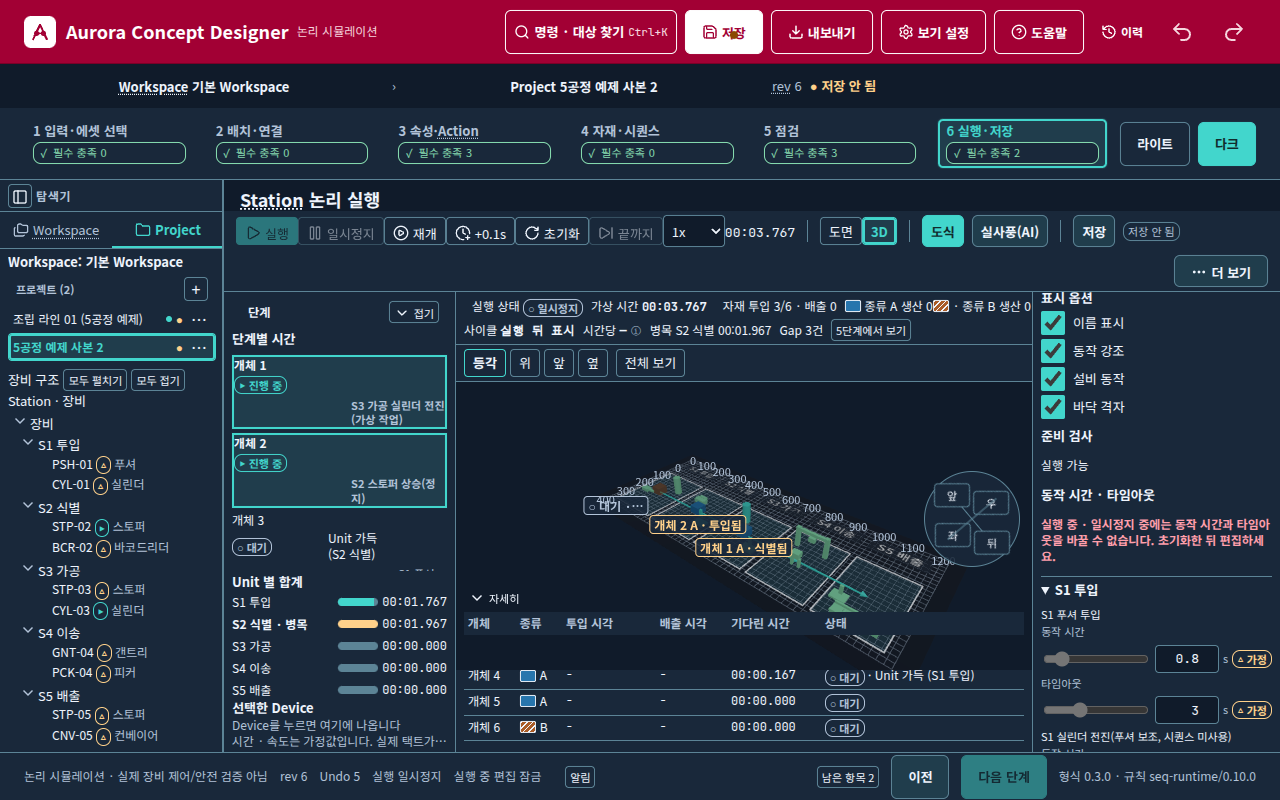 Aurora Concept Designer 논리 시뮬레이션
명령 · 대상 찾기 Ctrl+K
저장
내보내기
보기 설정
도움말
이력
Workspace 기본 Workspace › Project 5공정 예제 사본 2 rev 6 ● 저장 안 됨
1 입력·에셋 선택
✓ 필수 충족 0
2 배치·연결
✓ 필수 충족 0
3 속성·Action
✓ 필수 충족 3
4 자재·시퀀스
✓ 필수 충족 0
5 점검
✓ 필수 충족 3
6 실행·저장
✓ 필수 충족 2
라이트
다크
탐색기
Workspace Project
Workspace: 기본 Workspace
프로젝트 (2) +
조립 라인 01 (5공정 예제) ● ● ···
5공정 예제 사본 2 ● ···
장비 구조 모두 펼치기 모두 접기
Station · 장비
장비
S1 투입
PSH-01 푸셔
CYL-01 실린더
S2 식별
STP-02 스토퍼
BCR-02 바코드리더
S3 가공
STP-03 스토퍼
CYL-03 실린더
S4 이송
GNT-04 갠트리
PCK-04 피커
S5 배출
STP-05 스토퍼
CNV-05 컨베이어
Station 논리 실행
실행 일시정지 재개 +0.1s 초기화 끝까지 1x 00:03.767 도면 3D 도식 실사풍(AI) 저장 저장 안 됨
··· 더 보기
단계 접기
단계별 시간
개체 1
▸ 진행 중
S3 가공 실린더 전진
(가상 작업)
개체 2
▸ 진행 중
S2 스토퍼 상승(정
지)
개체 3
○ 대기
Unit 가득
(S2 식별)
Unit 별 합계
S1 투입 00:01.767
S2 식별 · 병목 00:01.967
S3 가공 00:00.000
S4 이송 00:00.000
S5 배출 00:00.000
선택한 Device
Device를 누르면 여기에 나옵니다
시간 · 속도는 가정값입니다. 실제 택트가···
실행 상태 ○ 일시정지 가상 시간 00:03.767 자재 투입 3/6 · 배출 0 종류 A 생산 0 · 종류 B 생산 0
사이클 실행 뒤 표시 시간당 – ⓘ 병목 S2 식별 00:01.967 Gap 3건 5단계에서 보기
등각 위 앞 옆 전체 보기
400 300 200 100 0 0 100 200 300 400 500 600 700 800 900 1000 1100 1200
○ 대기 · ···
개체 2 A · 투입됨
개체 1 A · 식별됨
S5 배출
앞 우
좌 뒤
자세히
개체 종류 투입 시각 배출 시각 기다린 시간 상태
개체 4 A - - 00:00.167 ○ 대기 · Unit 가득 (S1 투입)
개체 5 A - - 00:00.000 ○ 대기
개체 6 B - - 00:00.000 ○ 대기
표시 옵션
이름 표시
동작 강조
설비 동작
바닥 격자
준비 검사
실행 가능
동작 시간 · 타임아웃
실행 중 · 일시정지 중에는 동작 시간과 타임아
웃을 바꿀 수 없습니다. 초기화한 뒤 편집하세
요.
▼ S1 투입
S1 푸셔 투입
동작 시간
0.8 s ▵ 가정
타임아웃
3 s ▵ 가정
S1 실린더 전진(푸셔 보조, 시퀀스 미사용)
논리 시뮬레이션 · 실제 장비 제어/안전 검증 아님 rev 6 Undo 5 실행 일시정지 실행 중 편집 잠금 알림 남은 항목 2 이전 다음 단계 형식 0.3.0 · 규칙 seq-runtime/0.10.0